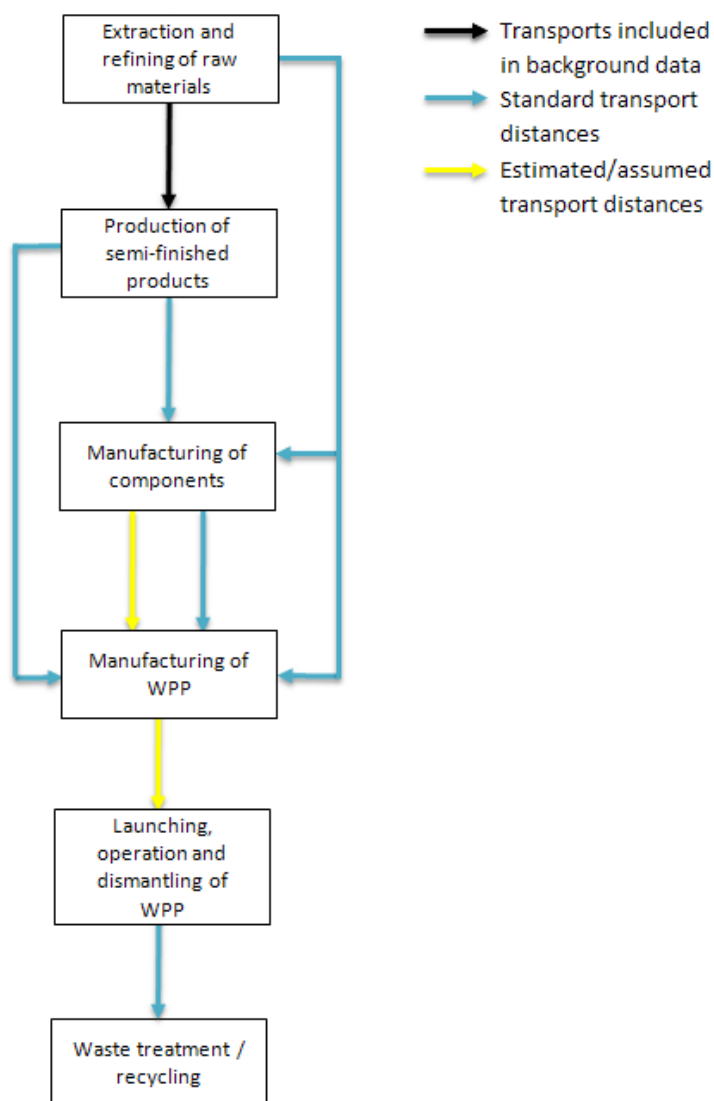 Extraction and
refining of raw
materials
Transports included
in background data
Standard transport
distances
Estimated/assumed
transport distances
Production of
semi-finished
products
Manufacturing of
components
Manufacturing of
WPP
Launching,
operation and
dismantling of
WPP
Waste treatment /
recycling